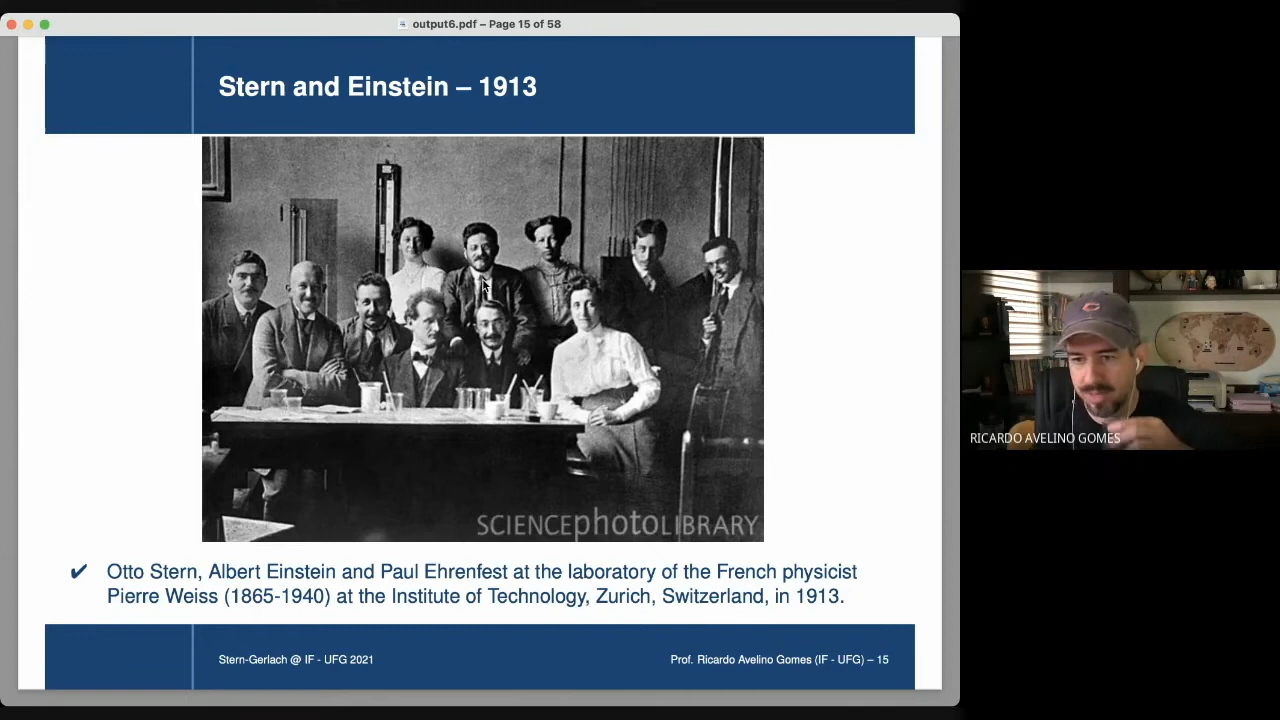 output6.pdf – Page 15 of 58
Stern and Einstein – 1913
SCIENCEphotoLIBRARY
✔ Otto Stern, Albert Einstein and Paul Ehrenfest at the laboratory of the French physicist
Pierre Weiss (1865-1940) at the Institute of Technology, Zurich, Switzerland, in 1913.
RICARDO AVELINO GOMES
Stern-Gerlach @ IF - UFG 2021
Prof. Ricardo Avelino Gomes (IF - UFG) – 15